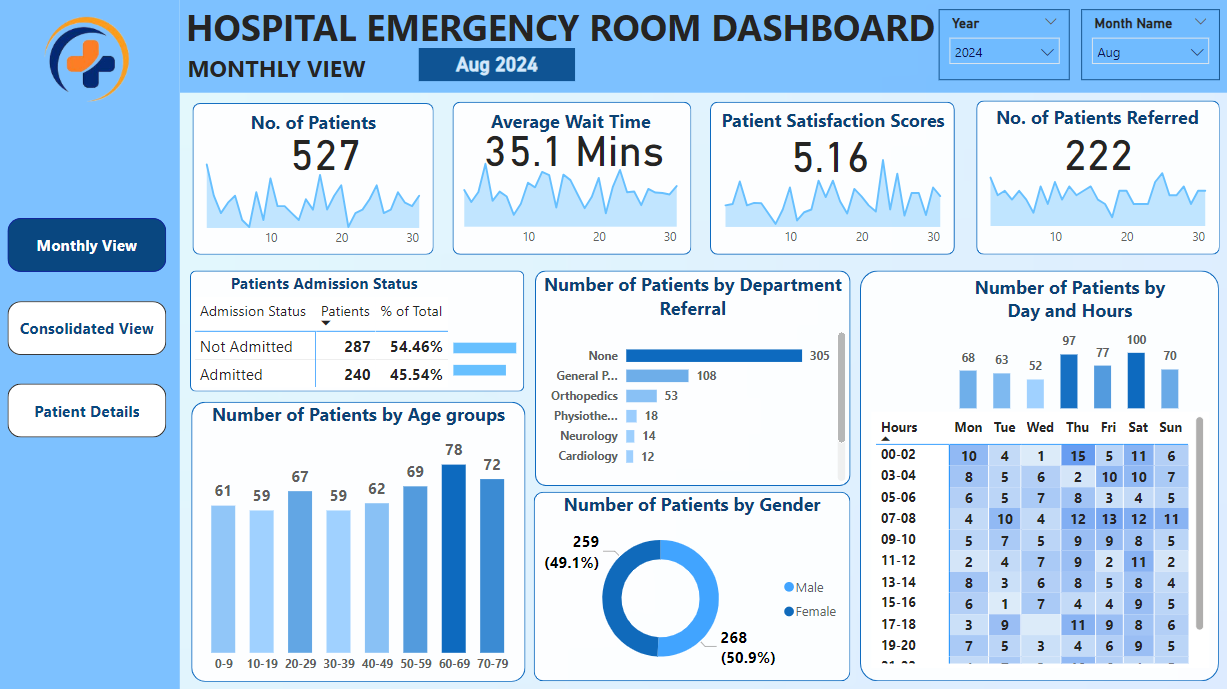 HOSPITAL EMERGENCY ROOM DASHBOARD
MONTHLY VIEW
Aug 2024
Year
2024
Month Name
Aug
Monthly View
Consolidated View
Patient Details
No. of Patients
527
10 20 30
Average Wait Time
35.1 Mins
10 20 30
Patient Satisfaction Scores
5.16
10 20 30
No. of Patients Referred
222
10 20 30
Patients Admission Status
Admission Status Patients % of Total
Not Admitted 287 54.46%
Admitted 240 45.54%
Number of Patients by Age groups
61 59 67 59 62 69 78 72
0-9 10-19 20-29 30-39 40-49 50-59 60-69 70-79
Number of Patients by Department
Referral
None 305
General P... 108
Orthopedics 53
Physiothe... 18
Neurology 14
Cardiology 12
Number of Patients by Gender
259
(49.1%)
Male
Female
268
(50.9%)
Number of Patients by
Day and Hours
68 63 52 97 77 100 70
Hours Mon Tue Wed Thu Fri Sat Sun
00-02 10 4 1 15 5 11 6
03-04 8 5 6 2 10 10 7
05-06 6 5 7 8 3 4 5
07-08 4 10 4 12 13 12 11
09-10 5 7 5 9 9 8 5
11-12 2 4 7 9 2 11 2
13-14 8 3 6 8 5 8 4
15-16 6 1 7 4 4 9 5
17-18 3 9 11 9 8 6
19-20 7 5 3 4 6 9 5